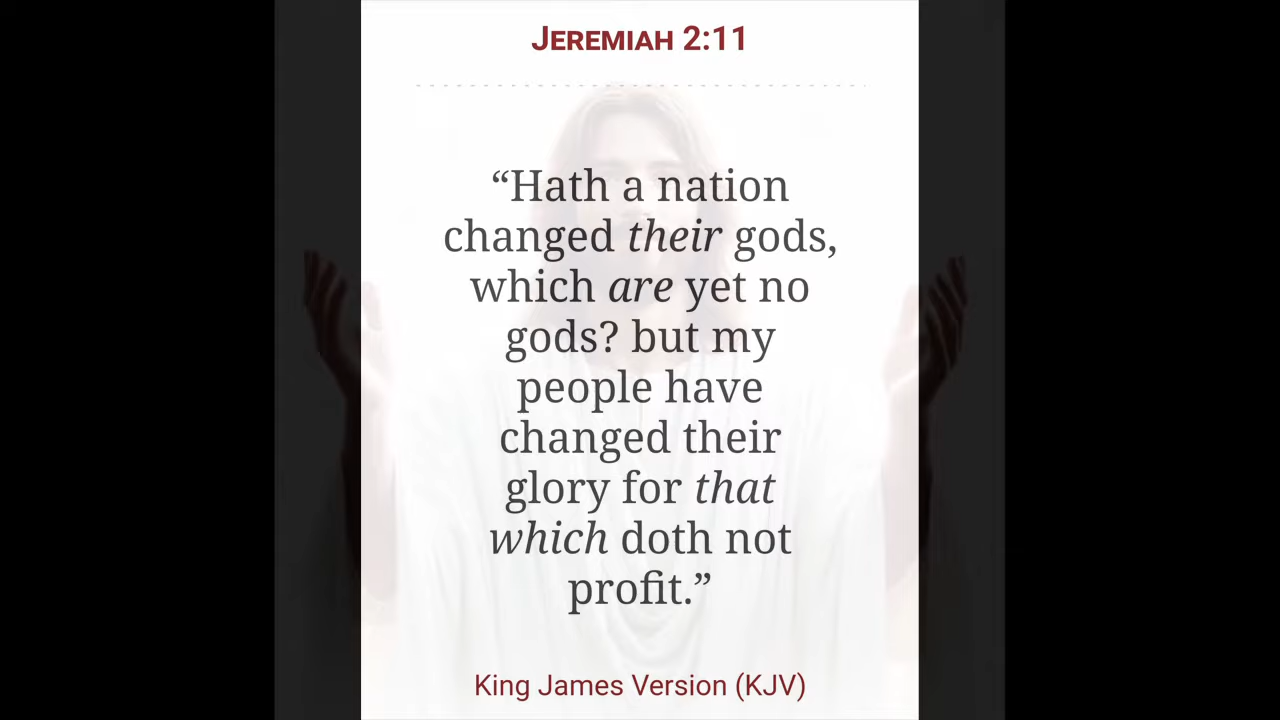 Jeremiah 2:11
“Hath a nation
changed their gods,
which are yet no
gods? but my
people have
changed their
glory for that
which doth not
profit.”
King James Version (KJV)